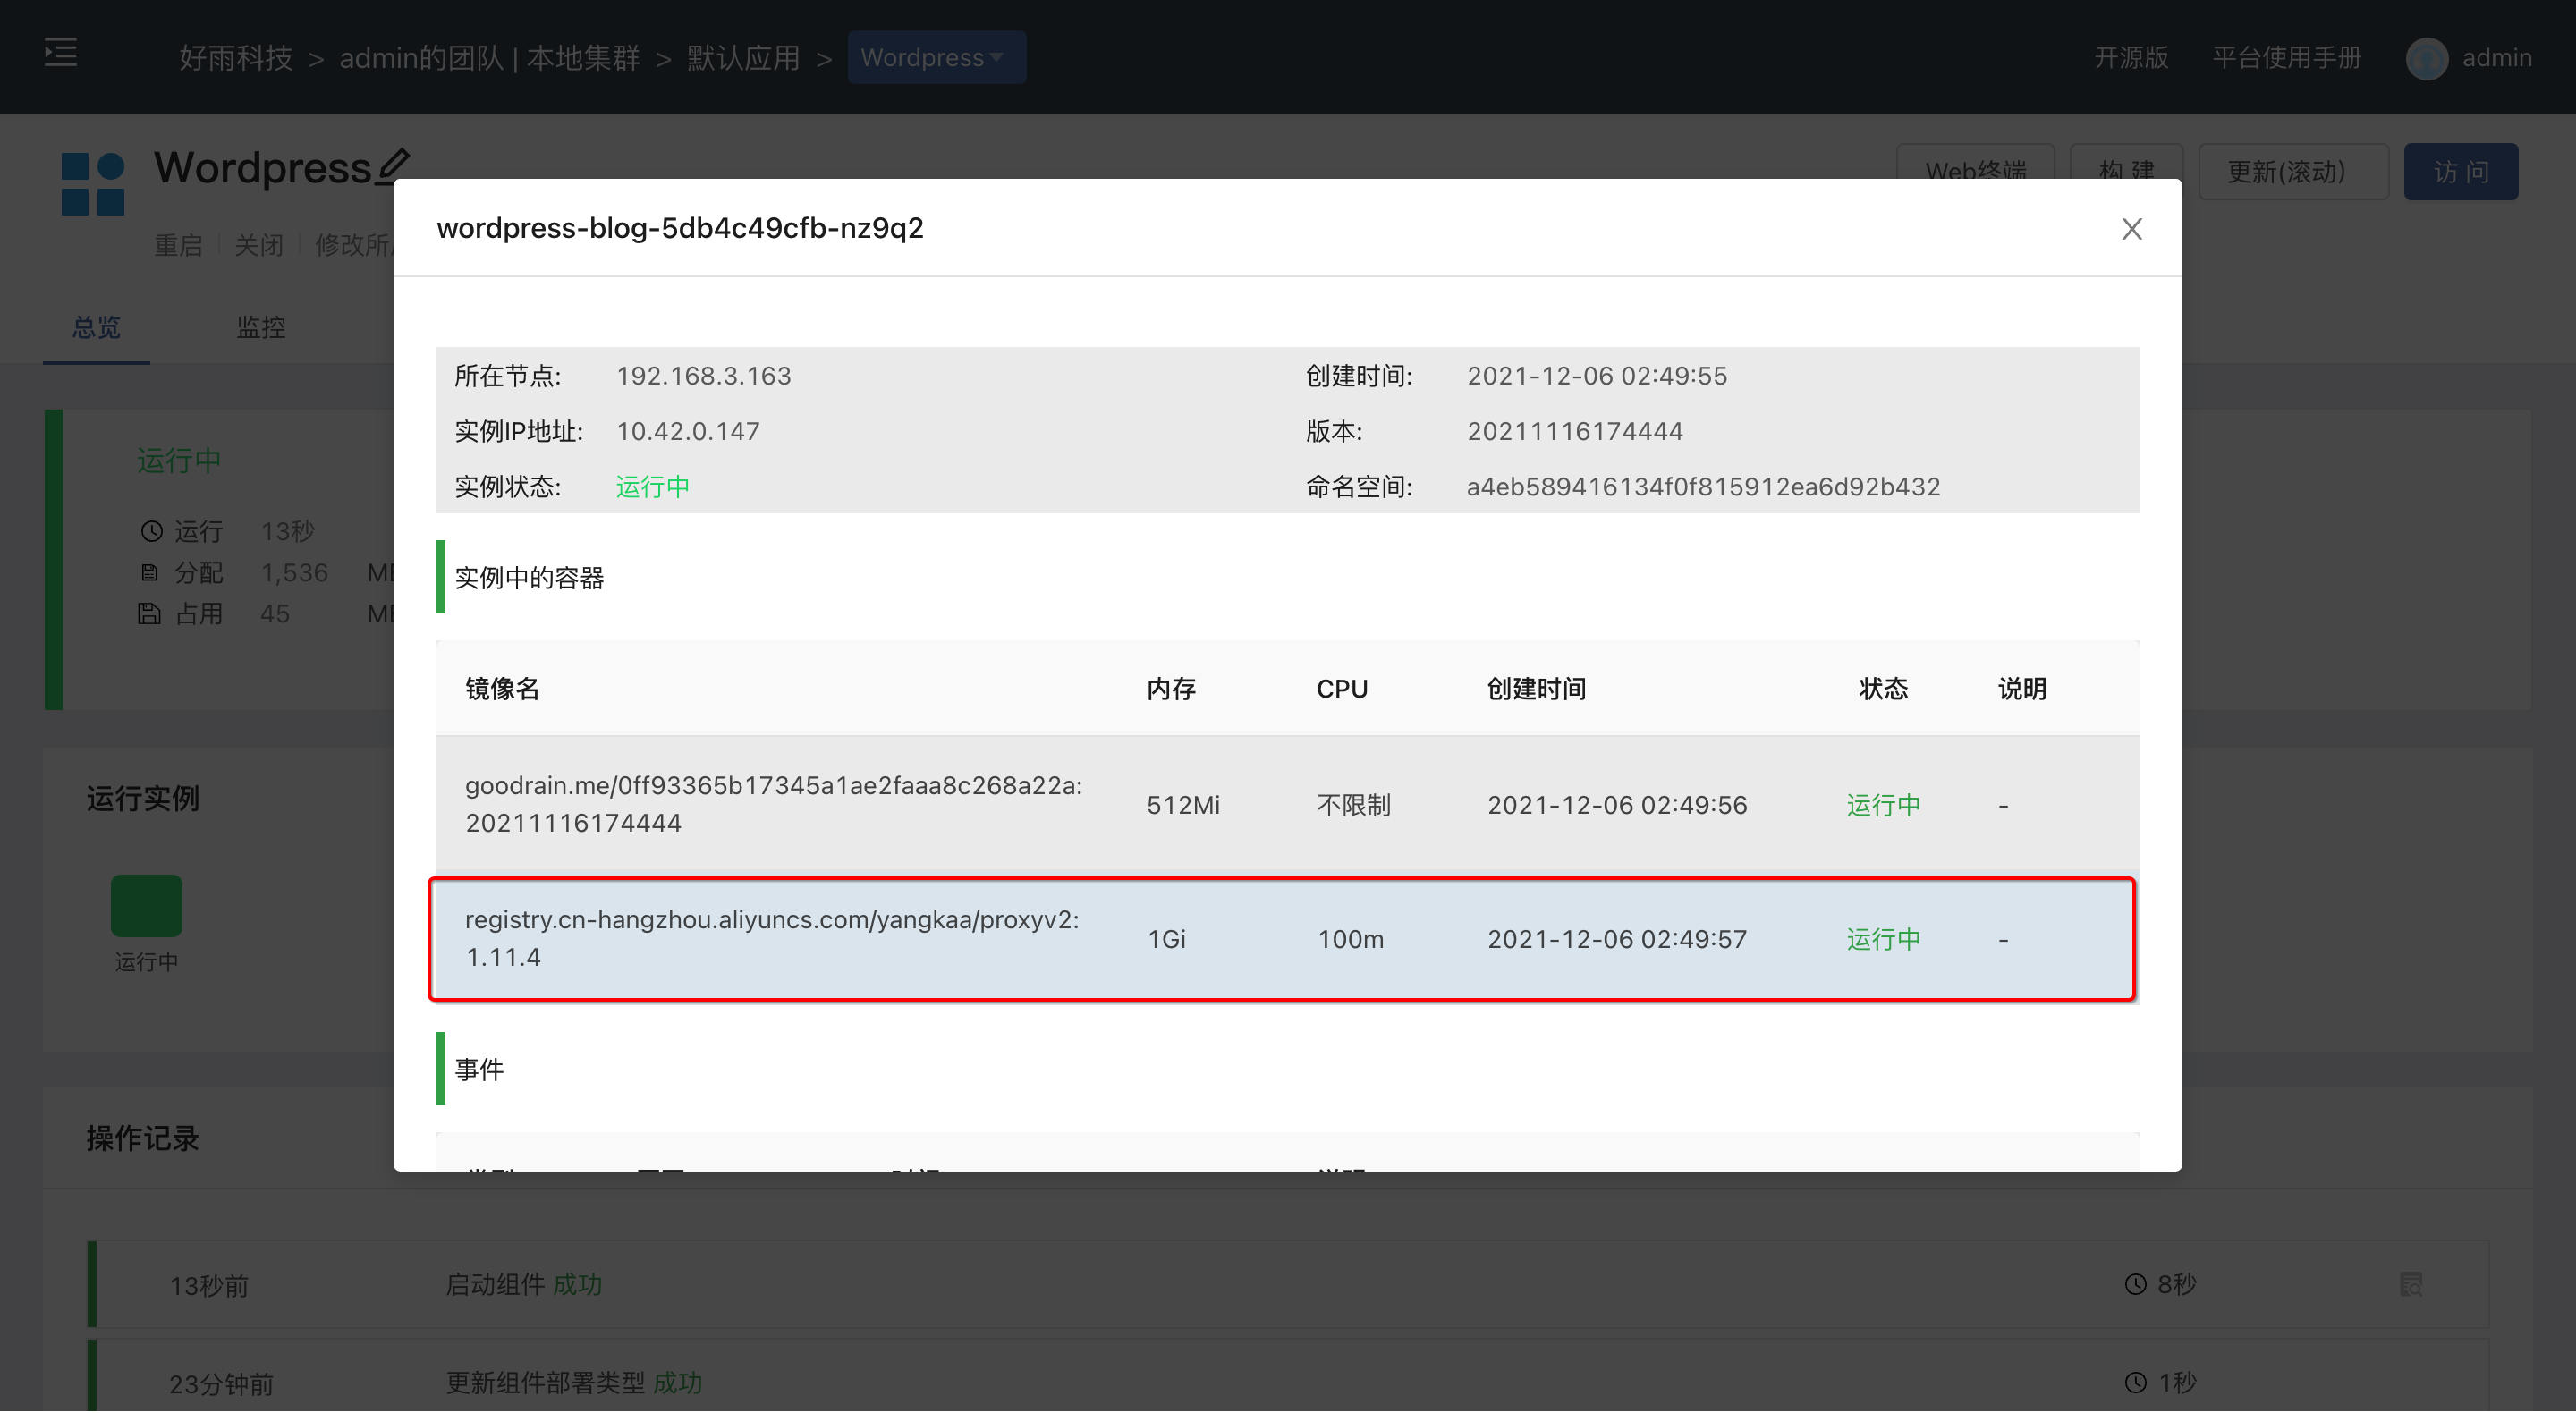 好雨科技 > admin的团队 | 本地集群 > 默认应用 > Wordpress
开源版 平台使用手册 admin
Wordpress
Web终端 构 建 更新(滚动) 访 问
重启 关闭
总览 监控
运行中
运行 13秒
分配 1,536
占用 45
运行实例
运行中
操作记录
13秒前 启动组件 成功 8秒
23分钟前 更新组件部署类型 成功 1秒
wordpress-blog-5db4c49cfb-nz9q2
所在节点: 192.168.3.163 创建时间: 2021-12-06 02:49:55
实例IP地址: 10.42.0.147 版本: 20211116174444
实例状态: 运行中 命名空间: a4eb589416134f0f815912ea6d92b432
实例中的容器
镜像名 内存 CPU 创建时间 状态 说明
goodrain.me/0ff93365b17345a1ae2faaa8c268a22a:
20211116174444 512Mi 不限制 2021-12-06 02:49:56 运行中 -
registry.cn-hangzhou.aliyuncs.com/yangkaa/proxyv2:
1.11.4 1Gi 100m 2021-12-06 02:49:57 运行中 -
事件